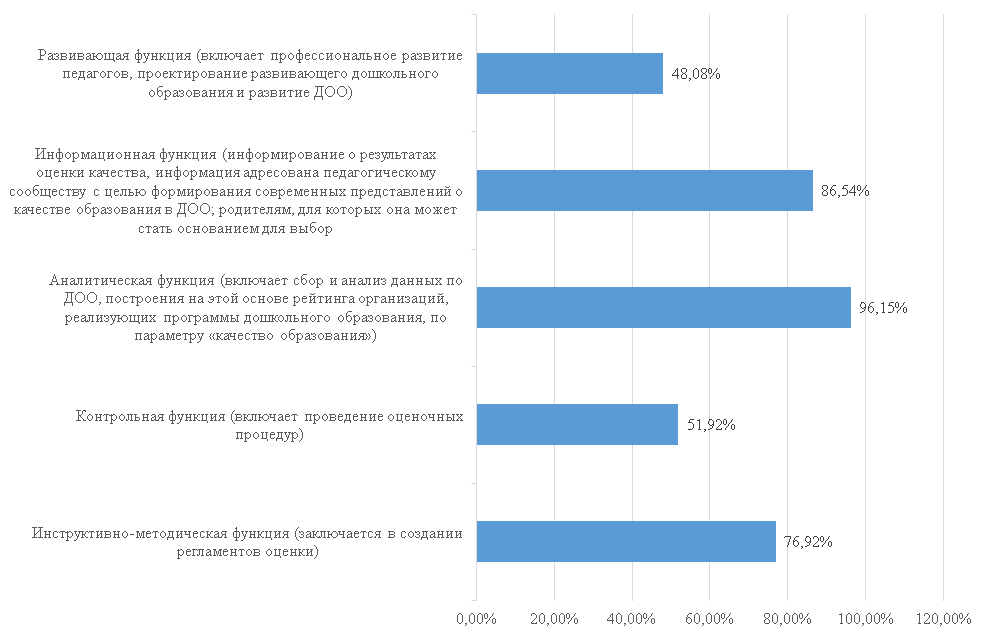 Развивающая функция (включает профессиональное развитие
педагогов, проектирование развивающего дошкольного
образования и развитие ДОО)
48,08%
Информационная функция (информирование о результатах
оценки качества, информация адресована педагогическому
сообществу с целью формирования современных представлений о
качестве образования в ДОО; родителям, для которых она может
стать основанием для выбор
86,54%
Аналитическая функция (включает сбор и анализ данных по
ДОО, построения на этой основе рейтинга организаций,
реализующих программы дошкольного образования, по
параметру «качество образования»)
96,15%
Контрольная функция (включает проведение оценочных
процедур)
51,92%
Инструктивно-методическая функция (заключается в создании
регламентов оценки)
76,92%
0,00% 20,00% 40,00% 60,00% 80,00% 100,00% 120,00%